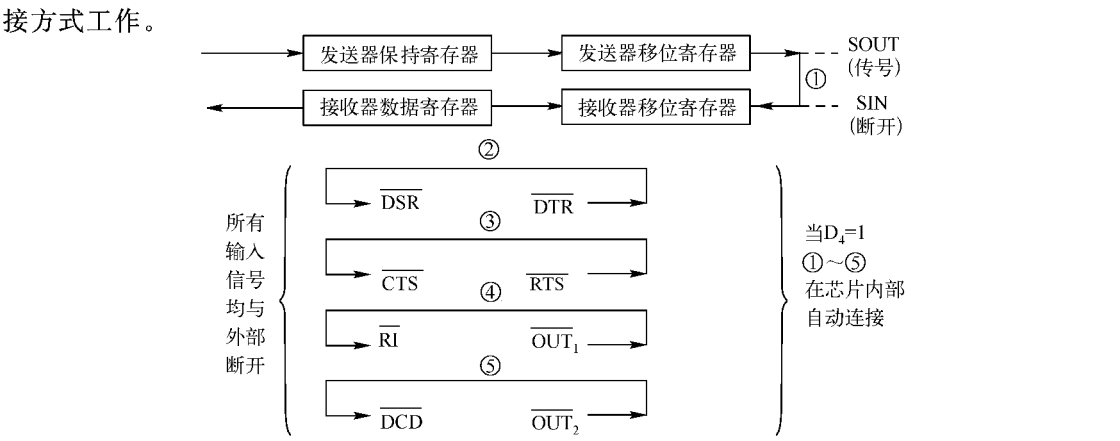 接方式工作。
发送器保持寄存器
发送器移位寄存器
SOUT
(传号)
①
接收器数据寄存器
接收器移位寄存器
SIN
(断开)
②
DSR
DTR
③
CTS
RTS
④
RI
OUT₁
⑤
DCD
OUT₂
所有
输入
信号
均与
外部
断开
当D₄=1
①～⑤
在芯片内部
自动连接